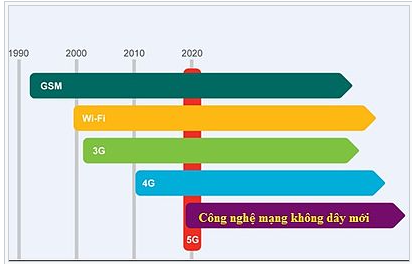 1990 2000 2010 2020
GSM
Wi-Fi
3G
4G
Công nghệ mạng không dây mới
5G